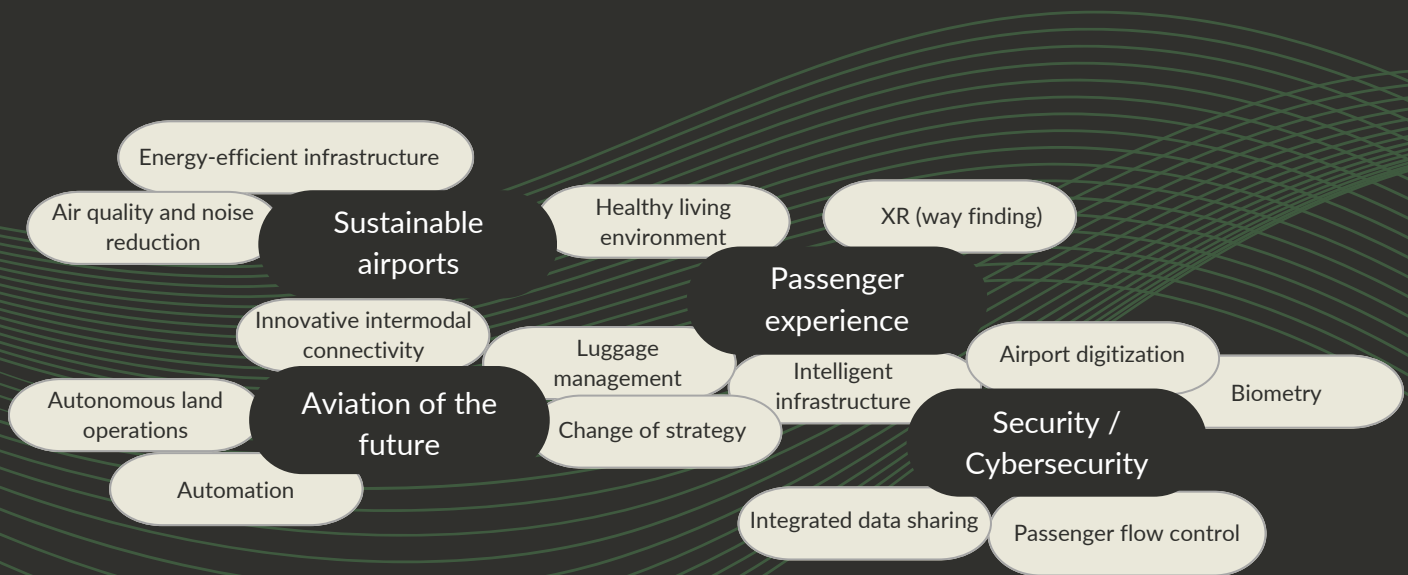 Energy-efficient infrastructure
Air quality and noise
reduction
Sustainable
airports
Healthy living
environment
XR (way finding)
Passenger
experience
Innovative intermodal
connectivity
Luggage
management
Intelligent
infrastructure
Airport digitization
Biometry
Autonomous land
operations
Aviation of the
future
Change of strategy
Security /
Cybersecurity
Automation
Integrated data sharing
Passenger flow control